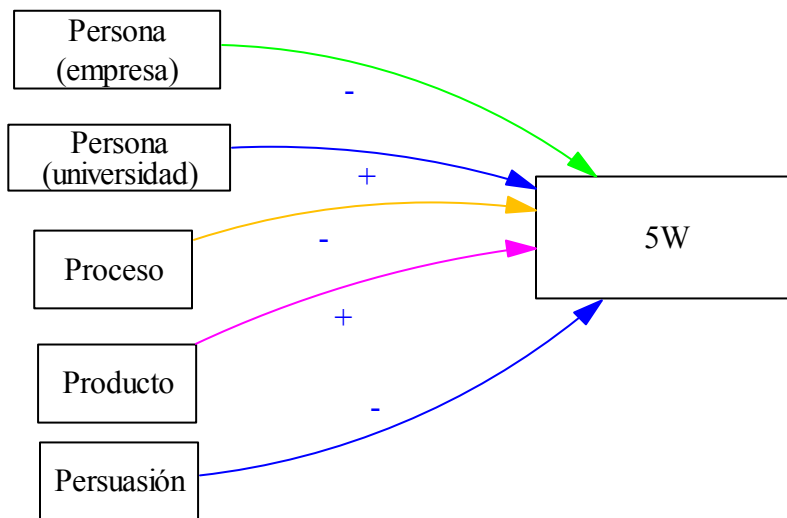 Persona
(empresa)
-
Persona
(universidad)
+
5W
-
Proceso
+
Producto
-
Persuasión